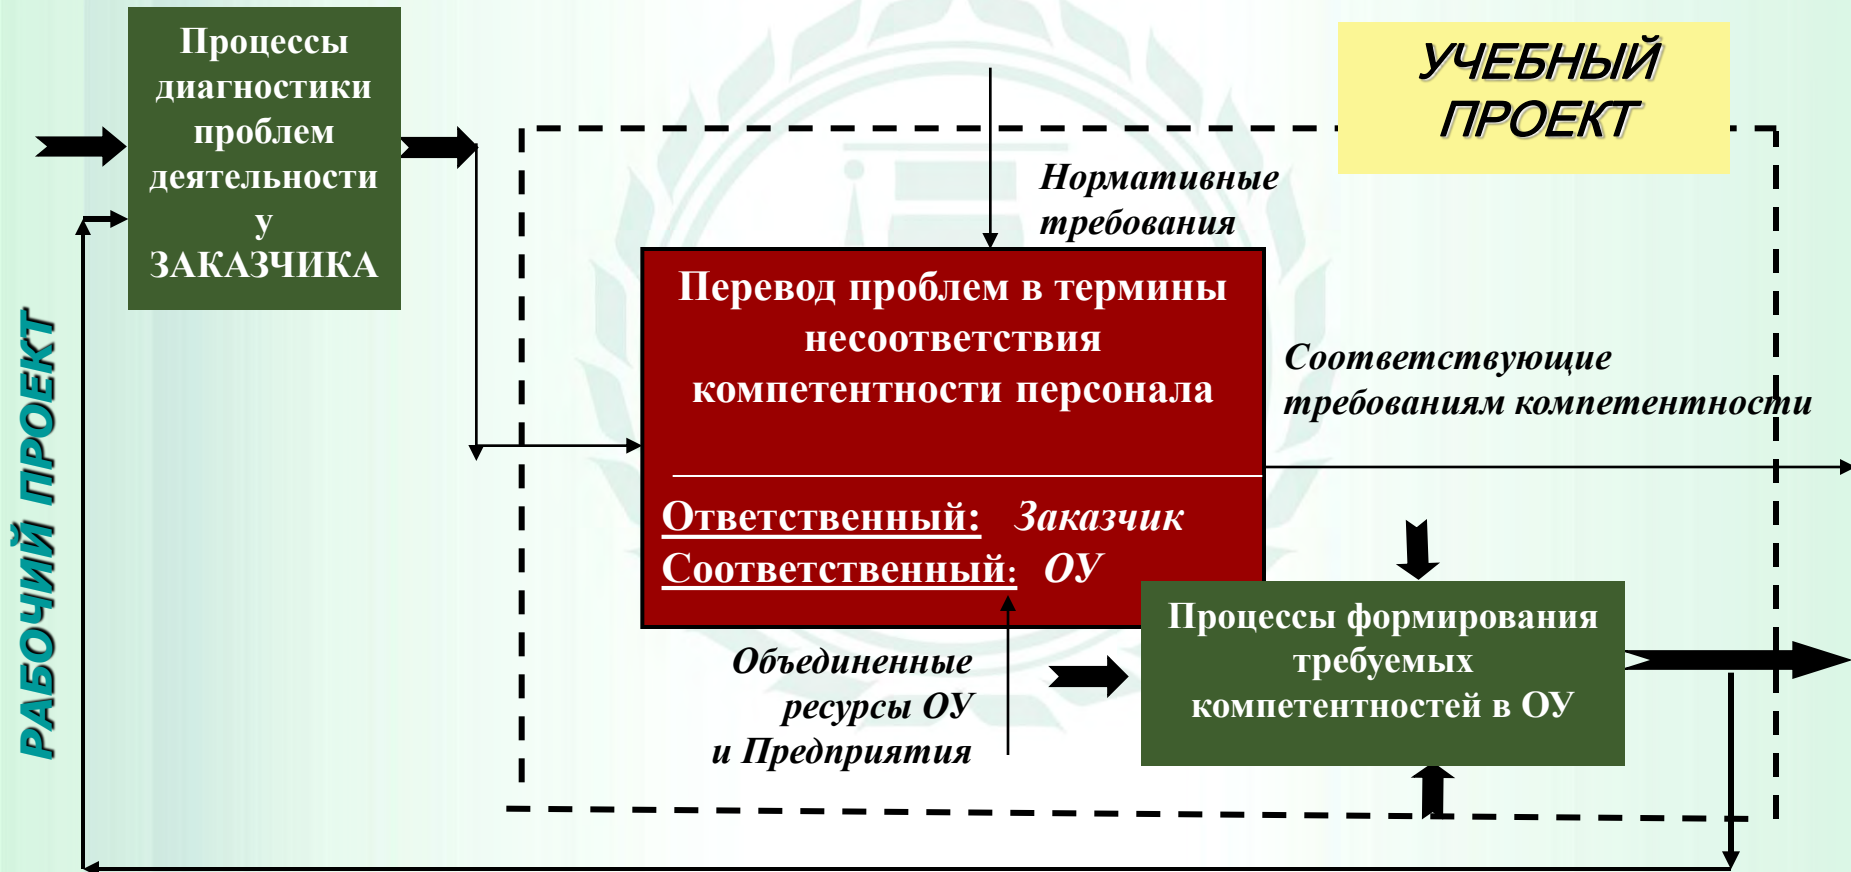 Процессы
диагностики
проблем
деятельности
у
ЗАКАЗЧИКА
УЧЕБНЫЙ
ПРОЕКТ
Нормативные
требования
РАБОЧИЙ ПРОЕКТ
Перевод проблем в термины
несоответствия
компетентности персонала
Ответственный: Заказчик
Соответственный: ОУ
Соответствующие
требованиям компетентности
Объединенные
ресурсы ОУ
и Предприятия
Процессы формирования
требуемых
компетентностей в ОУ